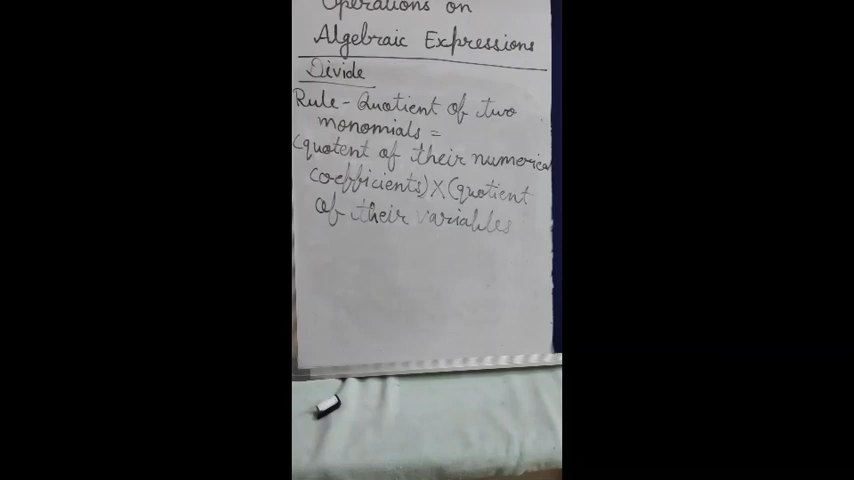 Operations on
Algebraic Expressions
Divide
Rule - Quotient of two
monomials =
(quotent of their numerical
coefficients) X (quotient
of their variables